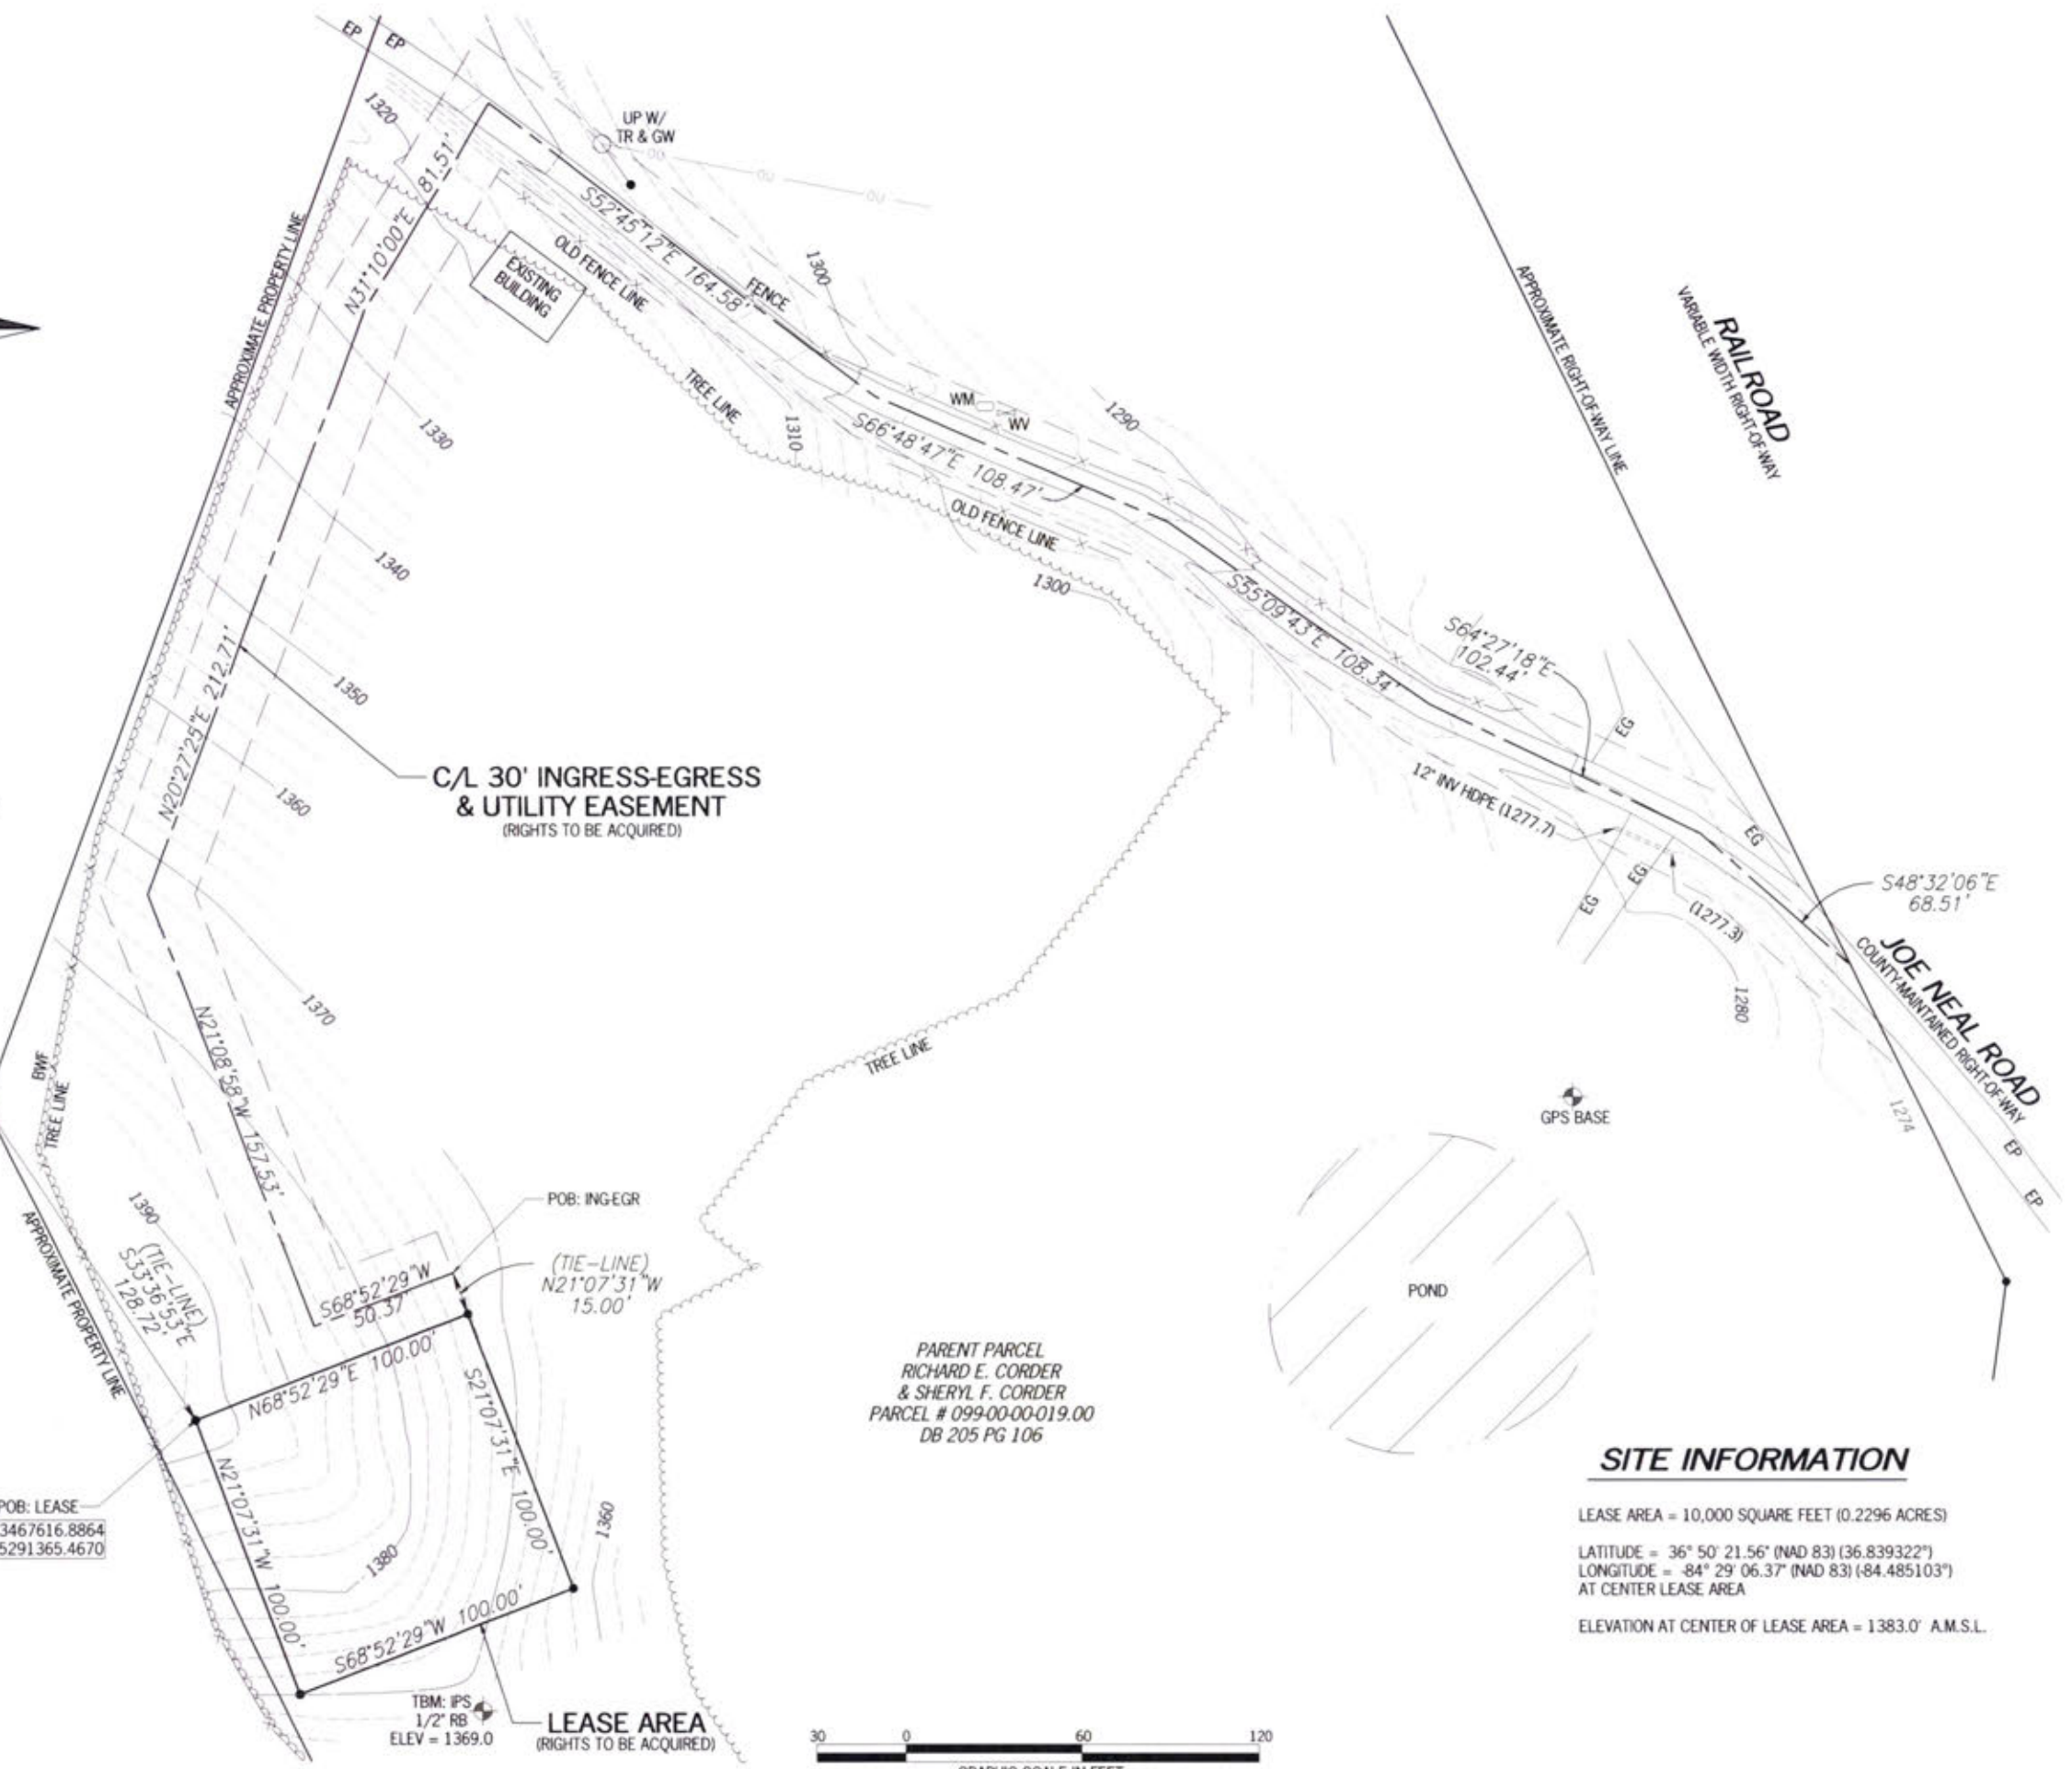 EP
EP
1320
UP W/
TR & GW
OU
OU
OU
N31°10'00"E 81.51'
S52°45'12"E 164.58'
EXISTING
BUILDING
OLD FENCE LINE
FENCE
1300
APPROXIMATE PROPERTY LINE
TREE LINE
1310
1330
WM
WV
1290
S66°48'47"E 108.47'
OLD FENCE LINE
1300
APPROXIMATE RIGHT-OF-WAY LINE
RAILROAD
VARIABLE WIDTH RIGHT-OF-WAY
1340
1350
1360
N20°27'25"E 212.71'
C/L 30' INGRESS-EGRESS
& UTILITY EASEMENT
(RIGHTS TO BE ACQUIRED)
S55°09'43"E 108.34'
S64°27'18"E
102.44'
EG
EG
EG
EG
12" INV HDPE (1277.7)
(1277.3)
S48°32'06"E
68.51'
JOE NEAL ROAD
COUNTY-MAINTAINED RIGHT-OF-WAY
1280
1274
EP
EP
1370
N21°08'58"W 157.53'
BWF
TREE LINE
TREE LINE
GPS BASE
POND
POB: ING-EGR
(TIE-LINE)
N21°07'31"W
15.00'
1390
(TIE-LINE)
S33°36'53"E
128.72'
APPROXIMATE PROPERTY LINE
S68°52'29"W
50.37'
N68°52'29"E 100.00'
S21°07'31"E 100.00'
N21°07'31"W 100.00'
S68°52'29"W 100.00'
1380
1360
POB: LEASE
3467616.8864
5291365.4670
TBM: IPS
1/2" RB
ELEV = 1369.0
LEASE AREA
(RIGHTS TO BE ACQUIRED)
PARENT PARCEL
RICHARD E. CORDER
& SHERYL F. CORDER
PARCEL # 099-00-00-019.00
DB 205 PG 106
SITE INFORMATION
LEASE AREA = 10,000 SQUARE FEET (0.2296 ACRES)
LATITUDE = 36° 50' 21.56" (NAD 83) (36.839322°)
LONGITUDE = -84° 29' 06.37" (NAD 83) (-84.485103°)
AT CENTER LEASE AREA
ELEVATION AT CENTER OF LEASE AREA = 1383.0' A.M.S.L.
30 0 60 120
GRAPHIC SCALE IN FEET